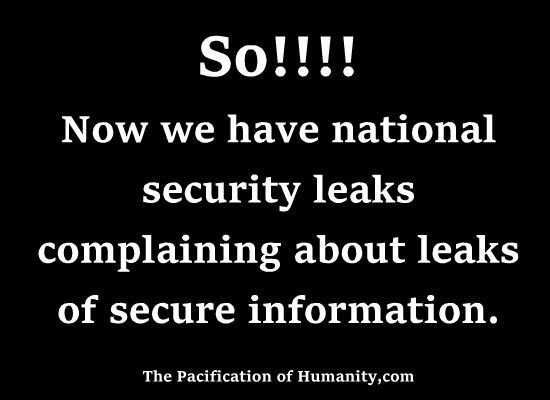 So!!!!
Now we have national
security leaks
complaining about leaks
of secure information.
The Pacification of Humanity,com